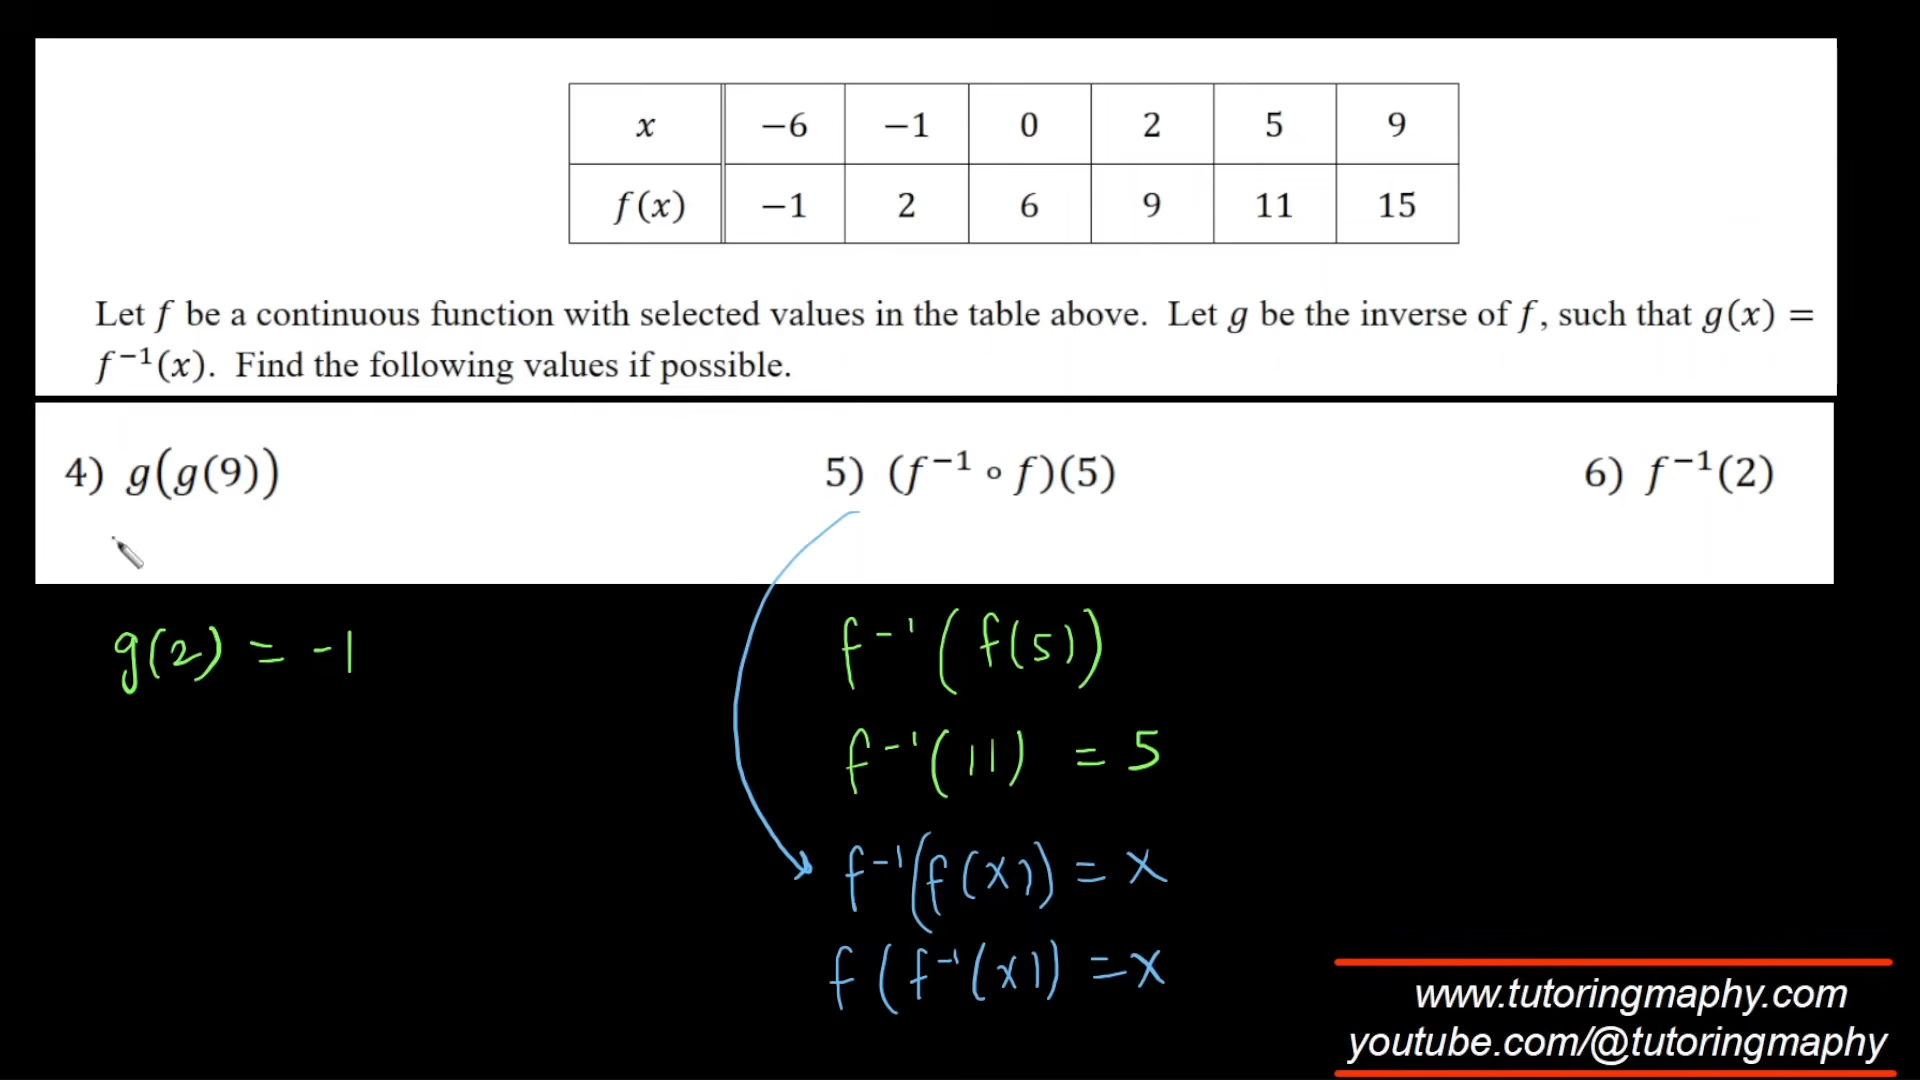 x −6 −1 0 2 5 9
f(x) −1 2 6 9 11 15
Let f be a continuous function with selected values in the table above. Let g be the inverse of f, such that g(x) =
f⁻¹(x). Find the following values if possible.
4) g(g(9)) 5) (f⁻¹ ∘ f)(5) 6) f⁻¹(2)
g(2) = -1 f⁻¹(f(5))
f⁻¹(11) = 5
f⁻¹(f(x)) = x
f(f⁻¹(x)) = x
www.tutoringmaphy.com
youtube.com/@tutoringmaphy